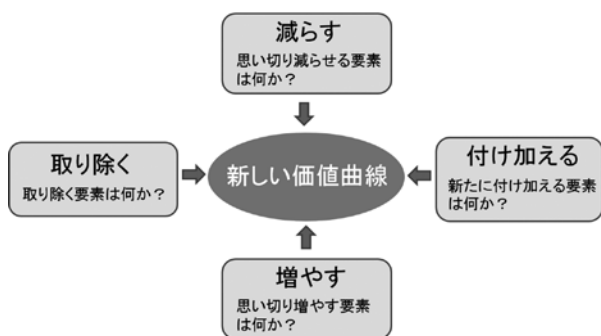 減らす
思い切り減らせる要素
は何か？
取り除く
取り除く要素は何か？
新しい価値曲線
付け加える
新たに付け加える要素
は何か？
増やす
思い切り増やす要素
は何か？